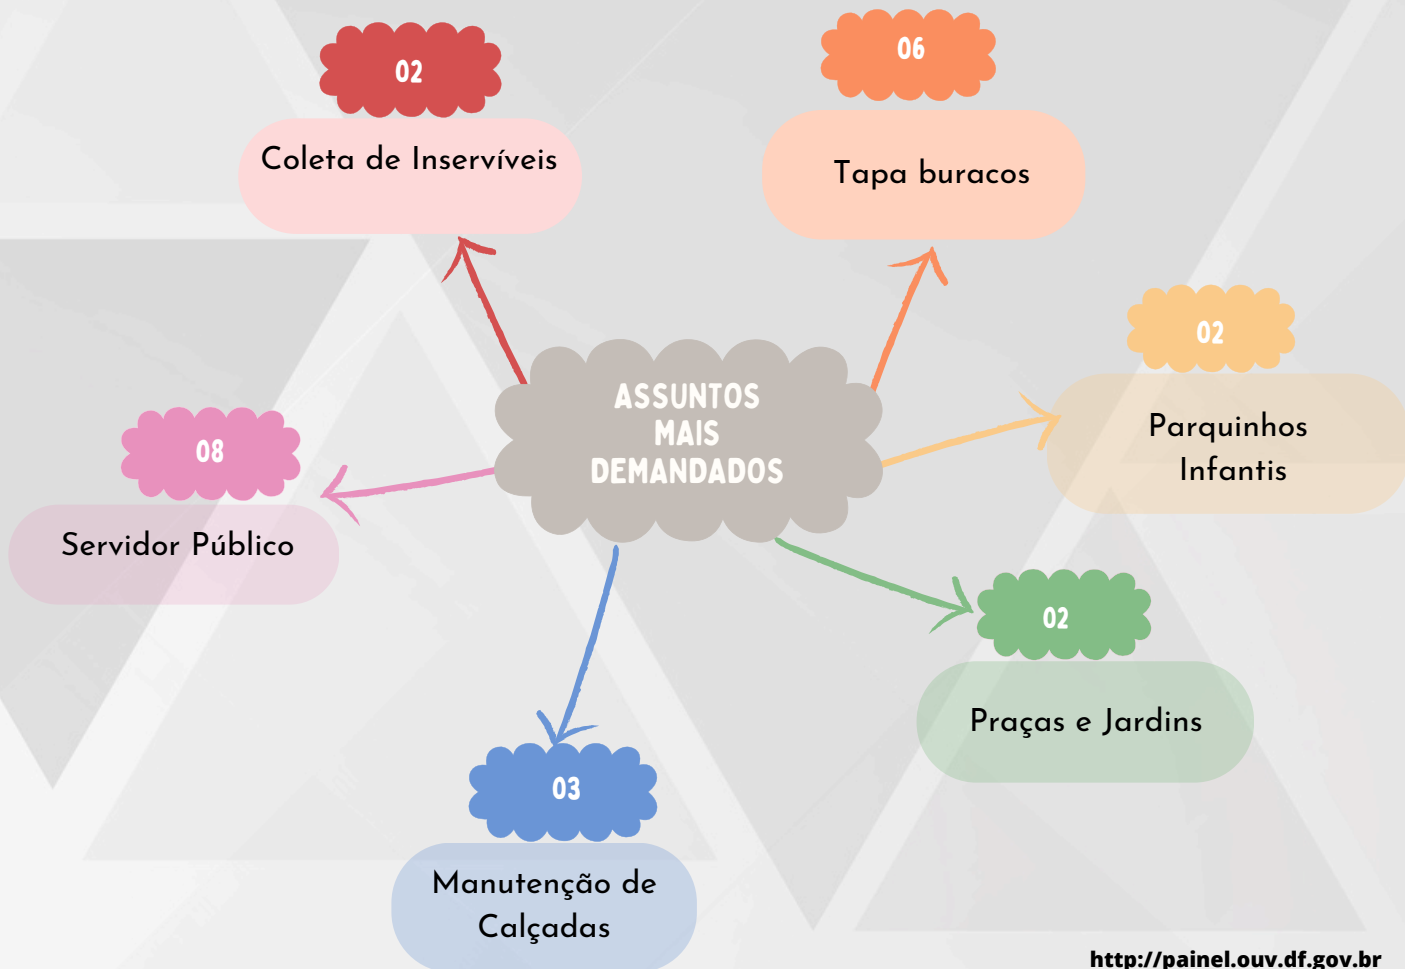 02
Coleta de Inservíveis
06
Tapa buracos
02
Parquinhos
Infantis
ASSUNTOS
MAIS
DEMANDADOS
08
Servidor Público
02
Praças e Jardins
03
Manutenção de
Calçadas
http://painel.ouv.df.gov.br